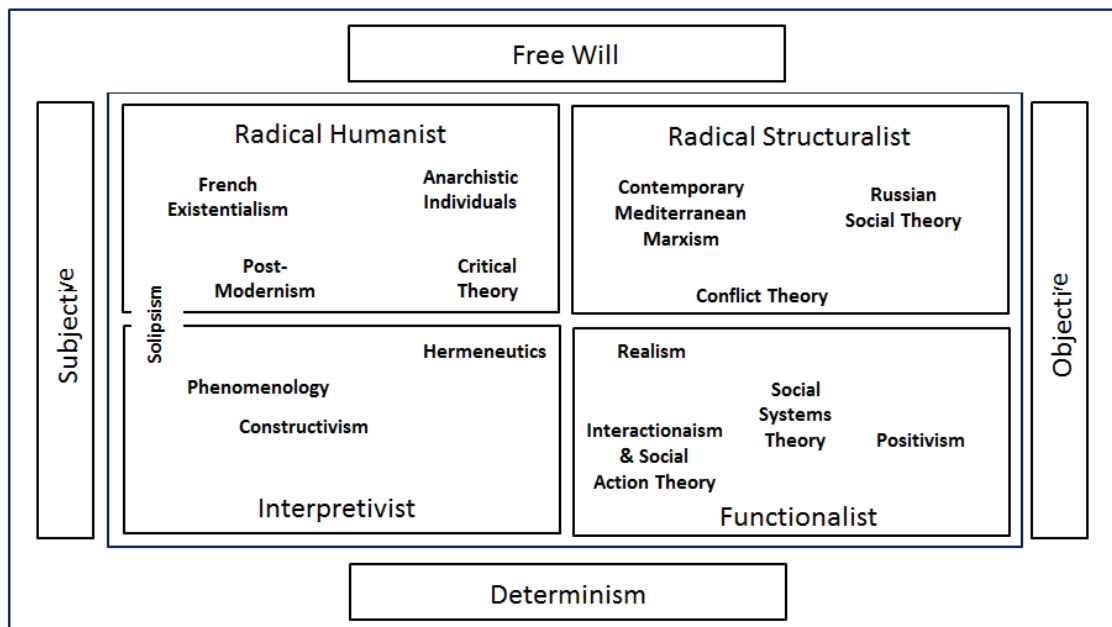 Free Will
Subjective
Objective
Radical Humanist
French
Existentialism
Anarchistic
Individuals
Post-
Modernism
Critical
Theory
Solipsism
Radical Structuralist
Contemporary
Mediterranean
Marxism
Russian
Social Theory
Conflict Theory
Hermeneutics
Phenomenology
Constructivism
Interpretivist
Realism
Social
Systems
Theory
Interactionaism
& Social
Action Theory
Positivism
Functionalist
Determinism